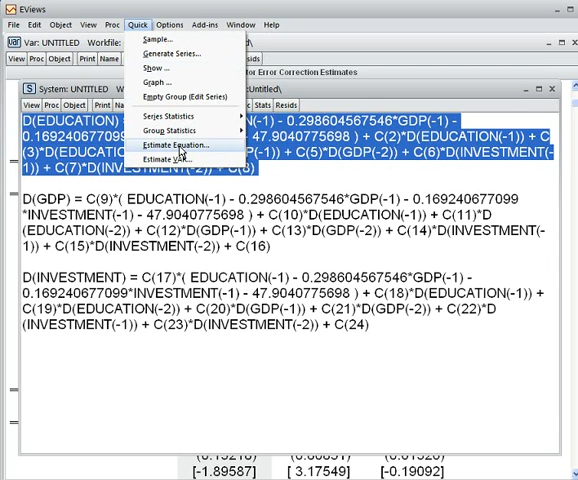 EViews
File Edit Object View Proc Quick Options Add-ins Window Help
Var: UNTITLED Workfile:
View Proc Object
Sample...
Generate Series...
Show ...
Graph ...
Empty Group (Edit Series)
Series Statistics
Group Statistics
Estimate Equation...
Estimate VAR...
sids
tor Error Correction Estimates
System: UNTITLED Workfile: :Untitled\
View Proc Object Stats Resids
D(EDUCATION) N(-1) - 0.298604567546*GDP(-1) -
0.169240677099 47.9040775698 ) + C(2)*D(EDUCATION(-1)) + C
(3)*D(EDUCATION P(-1)) + C(5)*D(GDP(-2)) + C(6)*D(INVESTMENT(-
1)) + C(7)*D(INVESTMENT(-2)) + C(8)
D(GDP) = C(9)*( EDUCATION(-1) - 0.298604567546*GDP(-1) - 0.169240677099
*INVESTMENT(-1) - 47.9040775698 ) + C(10)*D(EDUCATION(-1)) + C(11)*D
(EDUCATION(-2)) + C(12)*D(GDP(-1)) + C(13)*D(GDP(-2)) + C(14)*D(INVESTMENT(-
1)) + C(15)*D(INVESTMENT(-2)) + C(16)
D(INVESTMENT) = C(17)*( EDUCATION(-1) - 0.298604567546*GDP(-1) -
0.169240677099*INVESTMENT(-1) - 47.9040775698 ) + C(18)*D(EDUCATION(-1)) +
C(19)*D(EDUCATION(-2)) + C(20)*D(GDP(-1)) + C(21)*D(GDP(-2)) + C(22)*D
(INVESTMENT(-1)) + C(23)*D(INVESTMENT(-2)) + C(24)
[-1.89587] [ 3.17549] [-0.19092]